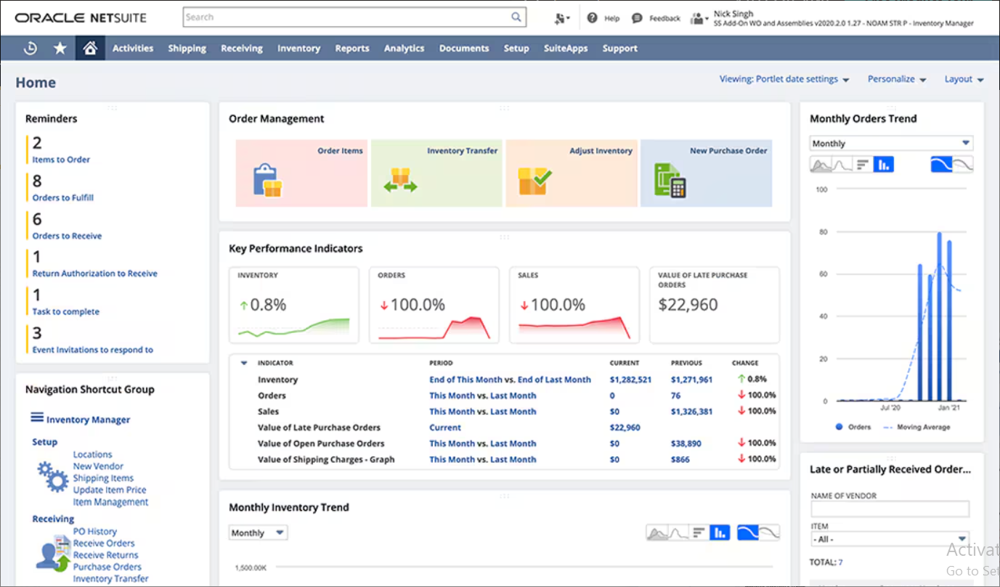 ORACLE NETSUITE
Search
Help
Feedback
Nick Singh
SS Add-On WO and Assemblies v2020.2.0 1.27 - NOAM STR P - Inventory Manager
Activities Shipping Receiving Inventory Reports Analytics Documents Setup SuiteApps Support
Home
Viewing: Portlet date settings Personalize Layout
Reminders
2
Items to Order
8
Orders to Fulfill
6
Orders to Receive
1
Return Authorization to Receive
1
Task to complete
3
Event Invitations to respond to
Navigation Shortcut Group
Inventory Manager
Setup
Locations
New Vendor
Shipping Items
Update Item Price
Item Management
Receiving
PO History
Receive Orders
Receive Returns
Purchase Orders
Inventory Transfer
Order Management
Order Items
Inventory Transfer
Adjust Inventory
New Purchase Order
Key Performance Indicators
INVENTORY
0.8%
ORDERS
100.0%
SALES
100.0%
VALUE OF LATE PURCHASE
ORDERS
$22,960
INDICATOR PERIOD CURRENT PREVIOUS CHANGE
Inventory End of This Month vs. End of Last Month $1,282,521 $1,271,961 0.8%
Orders This Month vs. Last Month 0 76 100.0%
Sales This Month vs. Last Month $0 $1,326,381 100.0%
Value of Late Purchase Orders Current $22,960
Value of Open Purchase Orders This Month vs. Last Month $0 $38,890 100.0%
Value of Shipping Charges - Graph This Month vs. Last Month $0 $866 100.0%
Monthly Inventory Trend
Monthly
1,500.00K
Monthly Orders Trend
Monthly
100
80
60
40
20
0
Jul '20 Jan '21
Orders Moving Average
Late or Partially Received Order...
NAME OF VENDOR
ITEM
- All -
TOTAL: 7
Activat
Go to Set